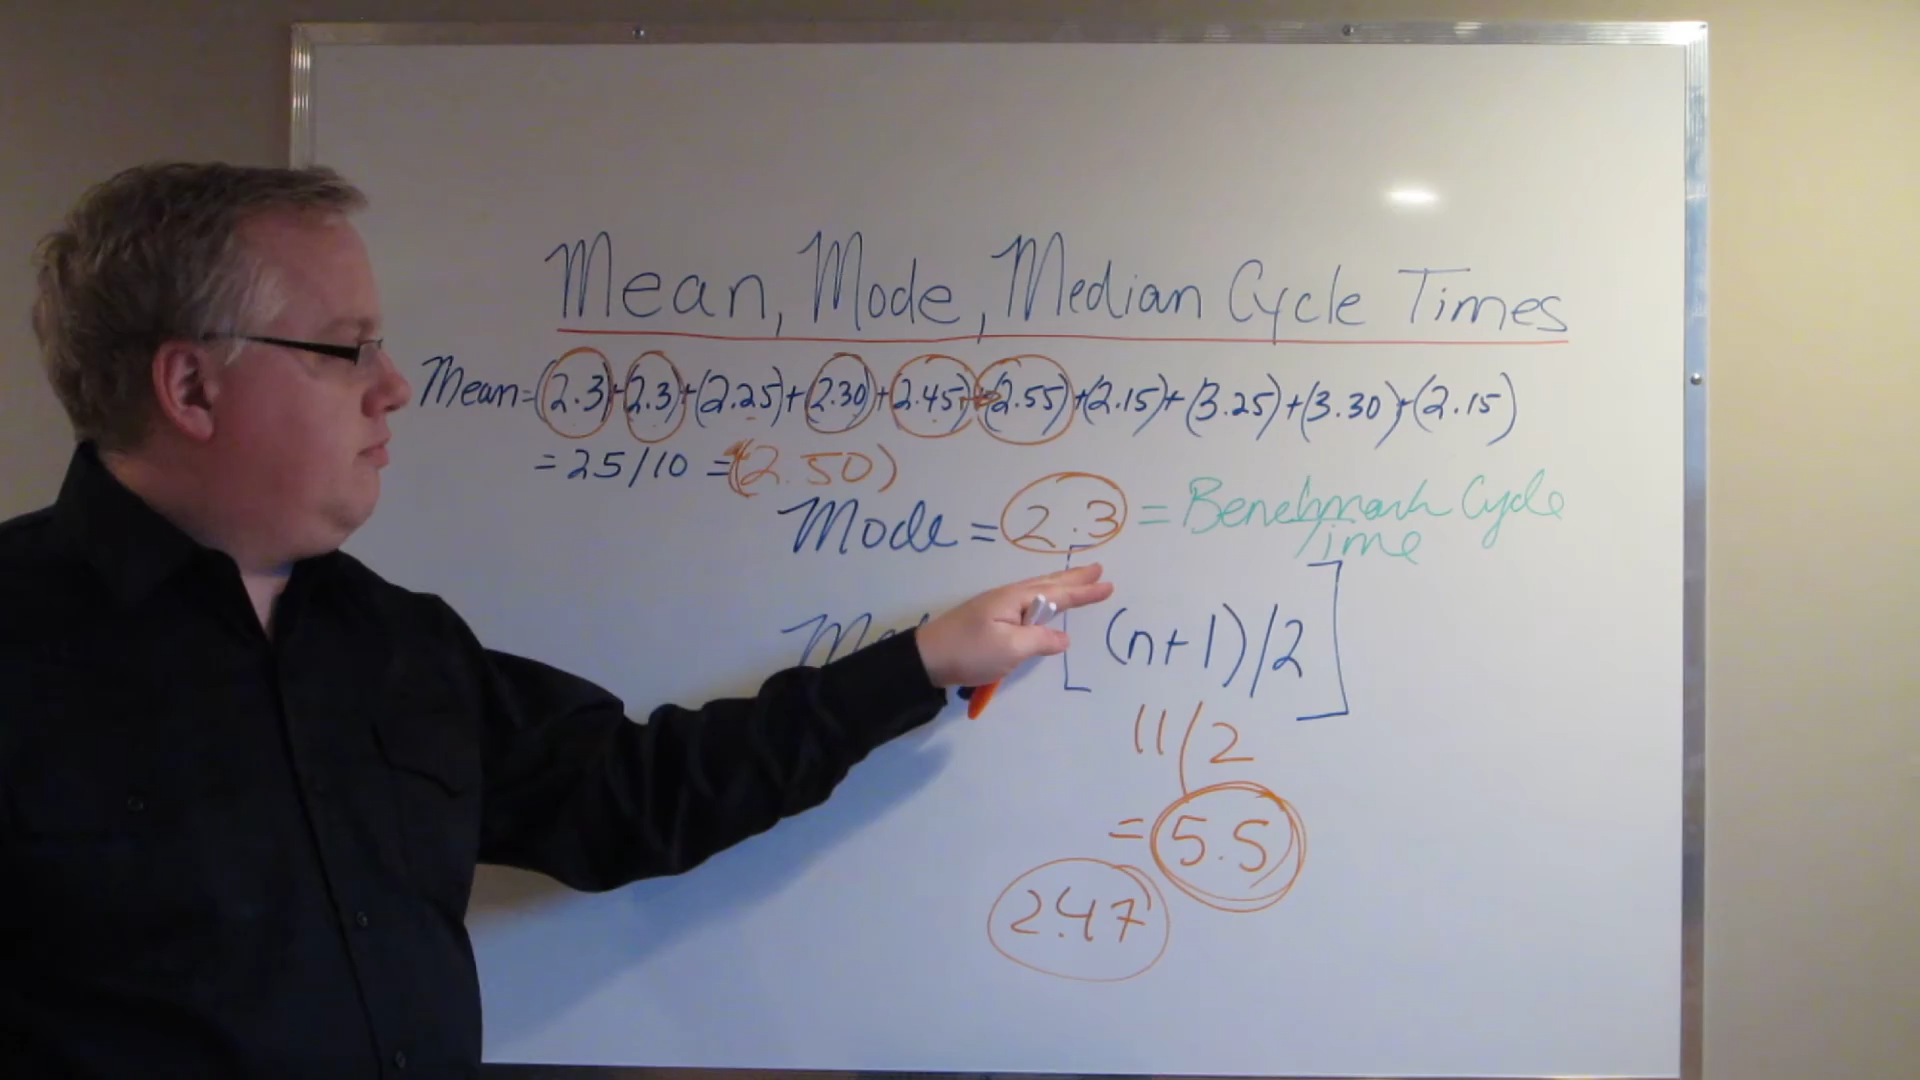 Mean, Mode, Median Cycle Times
Mean=(2.3)+(2.3)+(2.25)+(2.30)+(2.45)+(2.55)+(2.15)+(3.25)+(3.30)+(2.15)
=25/10 =(2.50)
Mode = 2.3 = Benchmark Cycle
Time
[(n+1)/2]
11/2
= 5.5
2.47